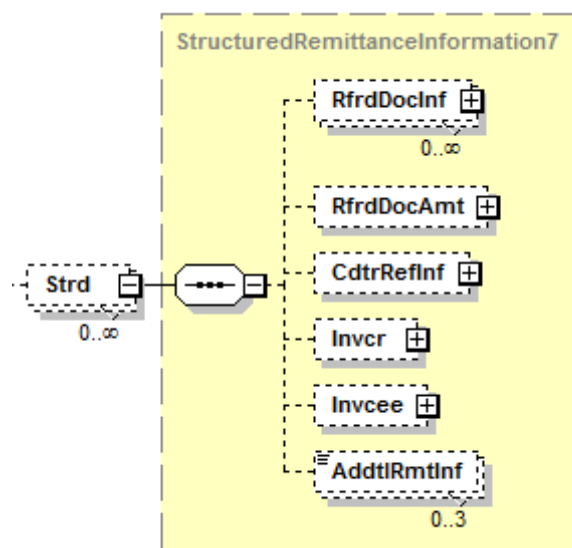 StructuredRemittanceInformation7
RfrdDocInf
0..∞
RfrdDocAmt
Strd
0..∞
CdtrRefInf
Invcr
Invcee
AddtlRmtInf
0..3